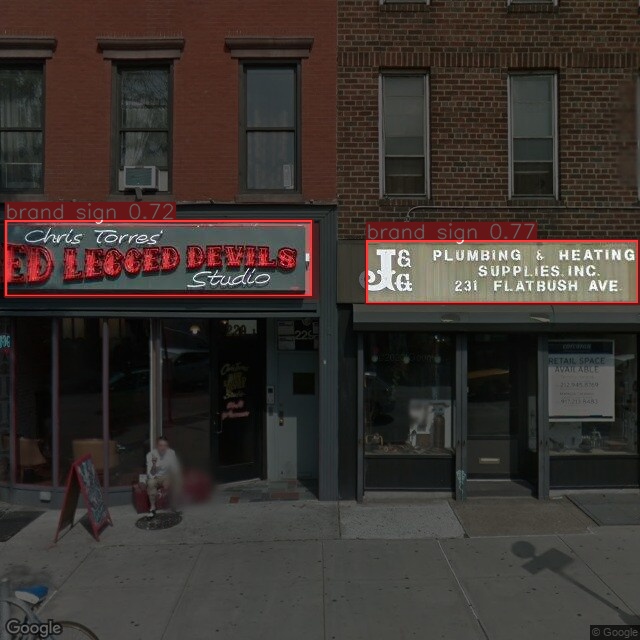 brand sign 0.72
Chris Torres'
ED LEGGED DEVILS
Studio
brand sign 0.77
J&
JG
PLUMBING & HEATING
SUPPLIES, INC.
231 FLATBUSH AVE.
RETAIL SPACE
AVAILABLE
Google
© Google